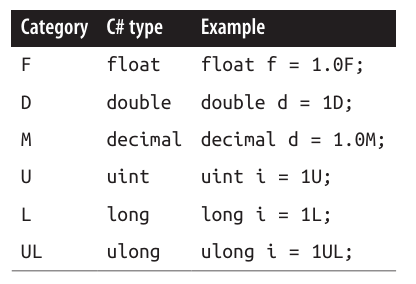 Category C# type Example
F float float f = 1.0F;
D double double d = 1D;
M decimal decimal d = 1.0M;
U uint uint i = 1U;
L long long i = 1L;
UL ulong ulong i = 1UL;